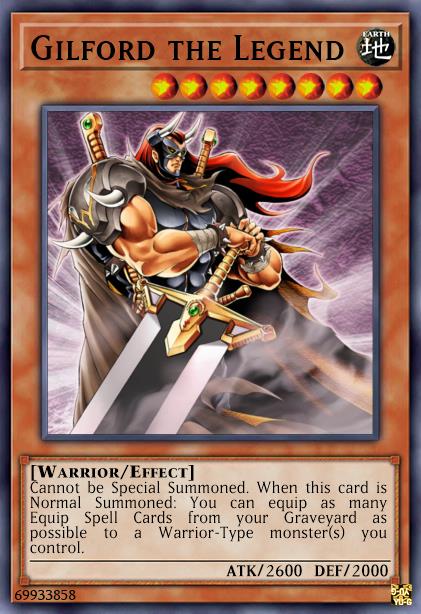 GILFORD THE LEGEND
EARTH
地
[WARRIOR/EFFECT]
Cannot be Special Summoned. When this card is
Normal Summoned: You can equip as many
Equip Spell Cards from your Graveyard as
possible to a Warrior-Type monster(s) you
control.
ATK/2600 DEF/2000
69933858